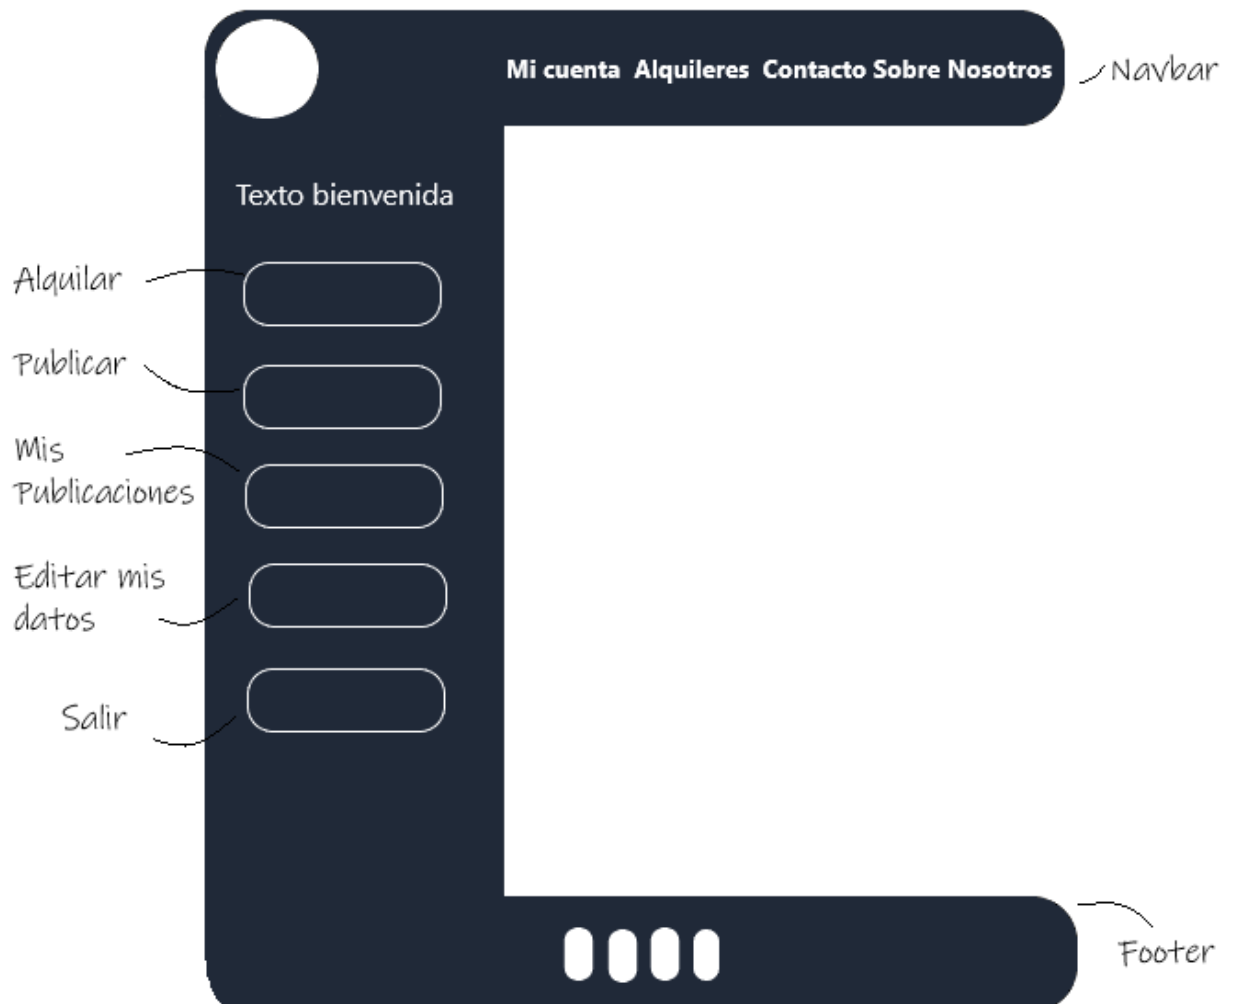 Mi cuenta Alquileres Contacto Sobre Nosotros
Navbar
Texto bienvenida
Alquilar
Publicar
Mis
Publicaciones
Editar mis
datos
Salir
Footer